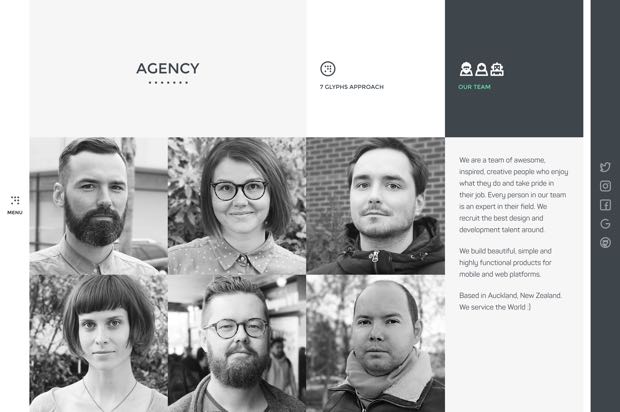 AGENCY
7 GLYPHS APPROACH
OUR TEAM
MENU
We are a team of awesome,
inspired, creative people who enjoy
what they do and take pride in
their job. Every person in our team
is an expert in their field. We
recruit the best design and
development talent around.
We build beautiful, simple and
highly functional products for
mobile and web platforms.
Based in Auckland, New Zealand.
We service the World :)